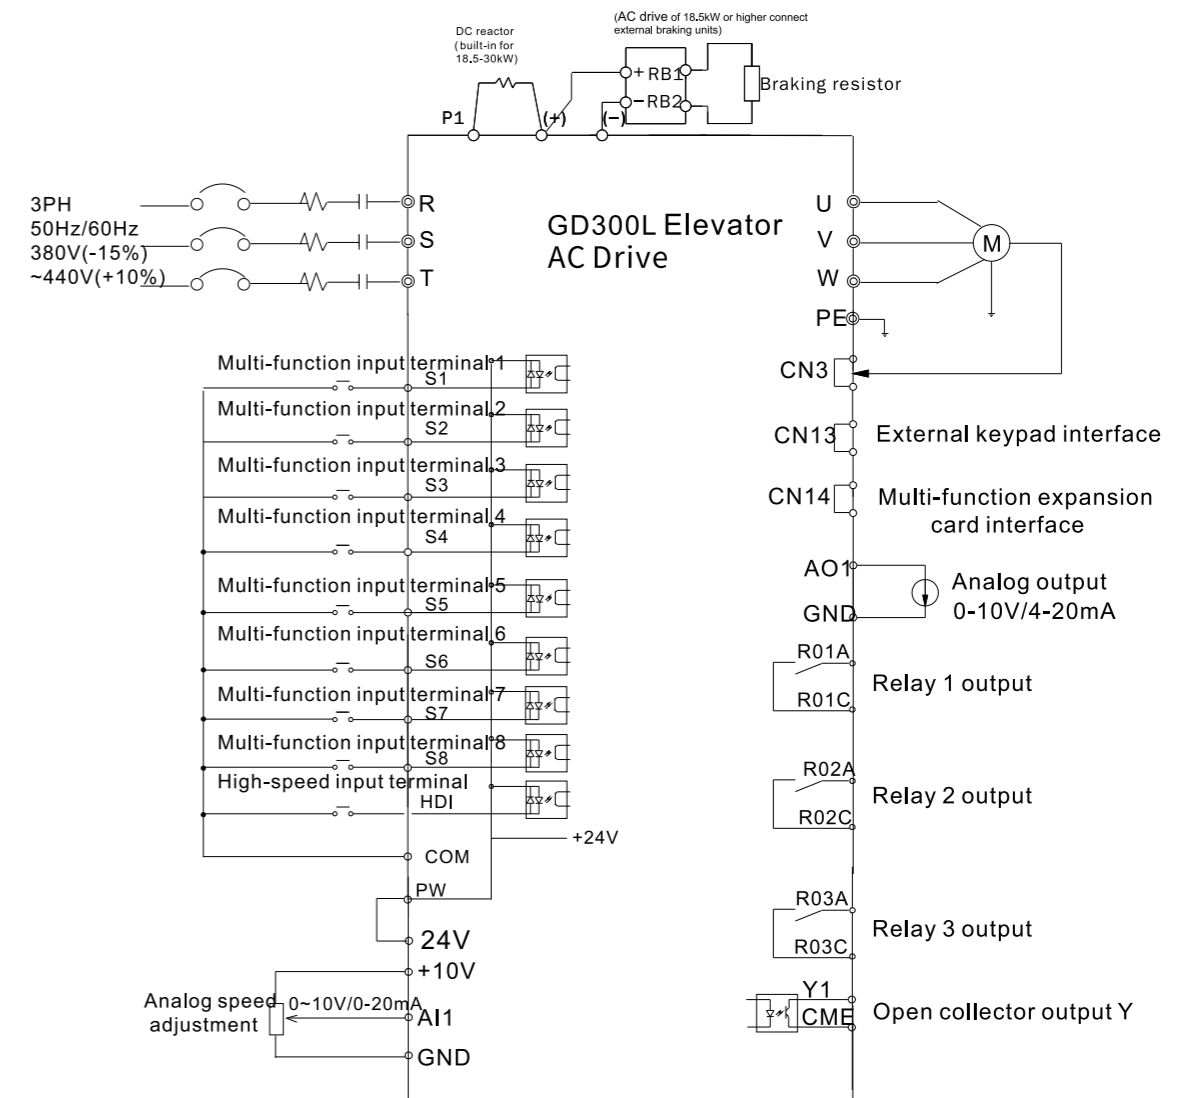 (AC drive of 18.5kW or higher connect
external braking units)
DC reactor
(built-in for
18.5-30kW)
+ RB1
- RB2
Braking resistor
P1
(+)
(-)
3PH
50Hz/60Hz
380V(-15%)
~440V(+10%)
R
S
T
GD300L Elevator
AC Drive
U
V
W
PE
M
Multi-function input terminal 1
S1
Multi-function input terminal 2
S2
Multi-function input terminal 3
S3
Multi-function input terminal 4
S4
Multi-function input terminal 5
S5
Multi-function input terminal 6
S6
Multi-function input terminal 7
S7
Multi-function input terminal 8
S8
High-speed input terminal
HDI
+24V
COM
PW
24V
+10V
Analog speed
adjustment
0~10V/0-20mA
AI1
GND
CN3
CN13
External keypad interface
CN14
Multi-function expansion
card interface
AO1
GND
Analog output
0-10V/4-20mA
R01A
R01C
Relay 1 output
R02A
R02C
Relay 2 output
R03A
R03C
Relay 3 output
Y1
CME
Open collector output Y